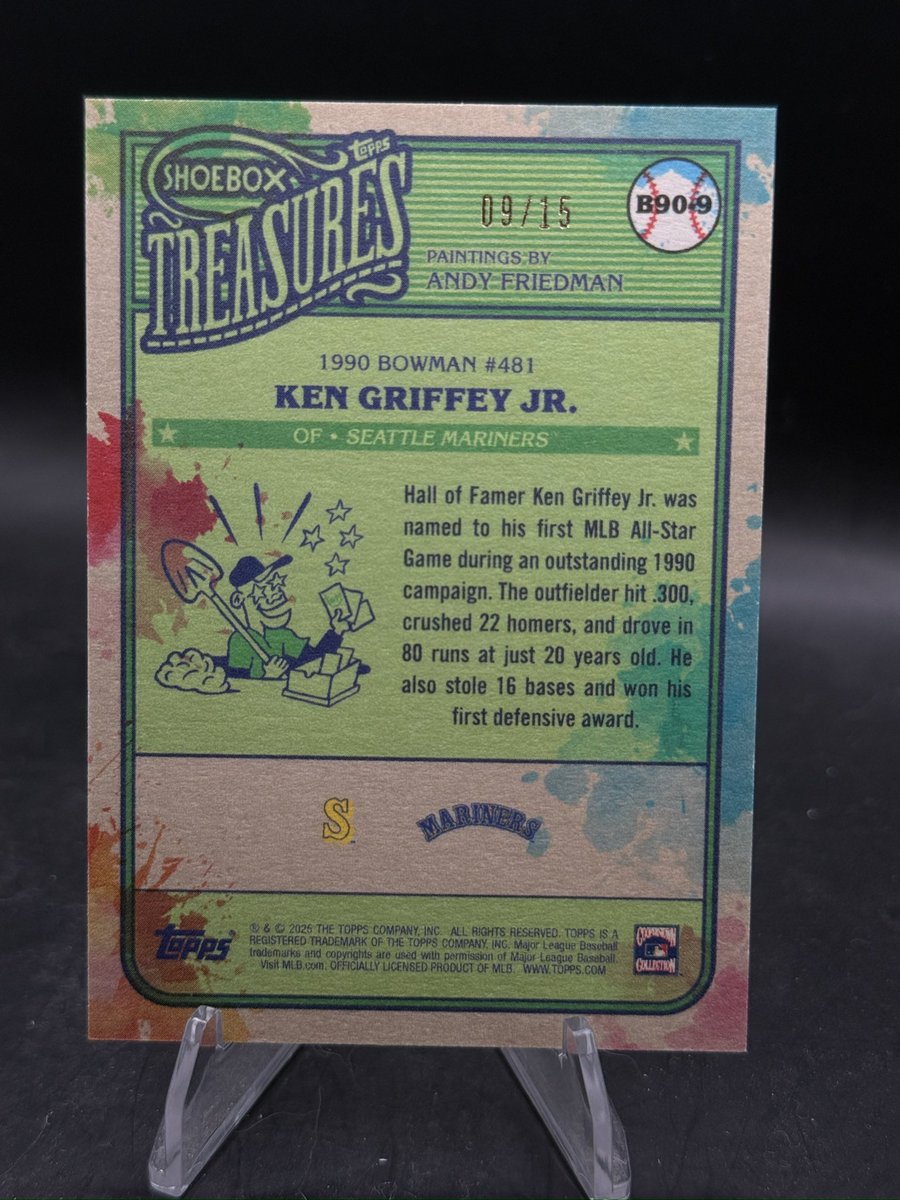 SHOEBOX
TOPPS
TREASURES
09/15
B90-9
PAINTINGS BY
ANDY FRIEDMAN
1990 BOWMAN #481
KEN GRIFFEY JR.
OF • SEATTLE MARINERS
Hall of Famer Ken Griffey Jr. was
named to his first MLB All-Star
Game during an outstanding 1990
campaign. The outfielder hit .300,
crushed 22 homers, and drove in
80 runs at just 20 years old. He
also stole 16 bases and won his
first defensive award.
S
MARINERS
Topps
® & © 2025 THE TOPPS COMPANY, INC. ALL RIGHTS RESERVED. TOPPS IS A
REGISTERED TRADEMARK OF THE TOPPS COMPANY, INC. Major League Baseball
trademarks and copyrights are used with permission of Major League Baseball.
Visit MLB.com. OFFICIALLY LICENSED PRODUCT OF MLB. WWW.TOPPS.COM
COOPERSTOWN
COLLECTION